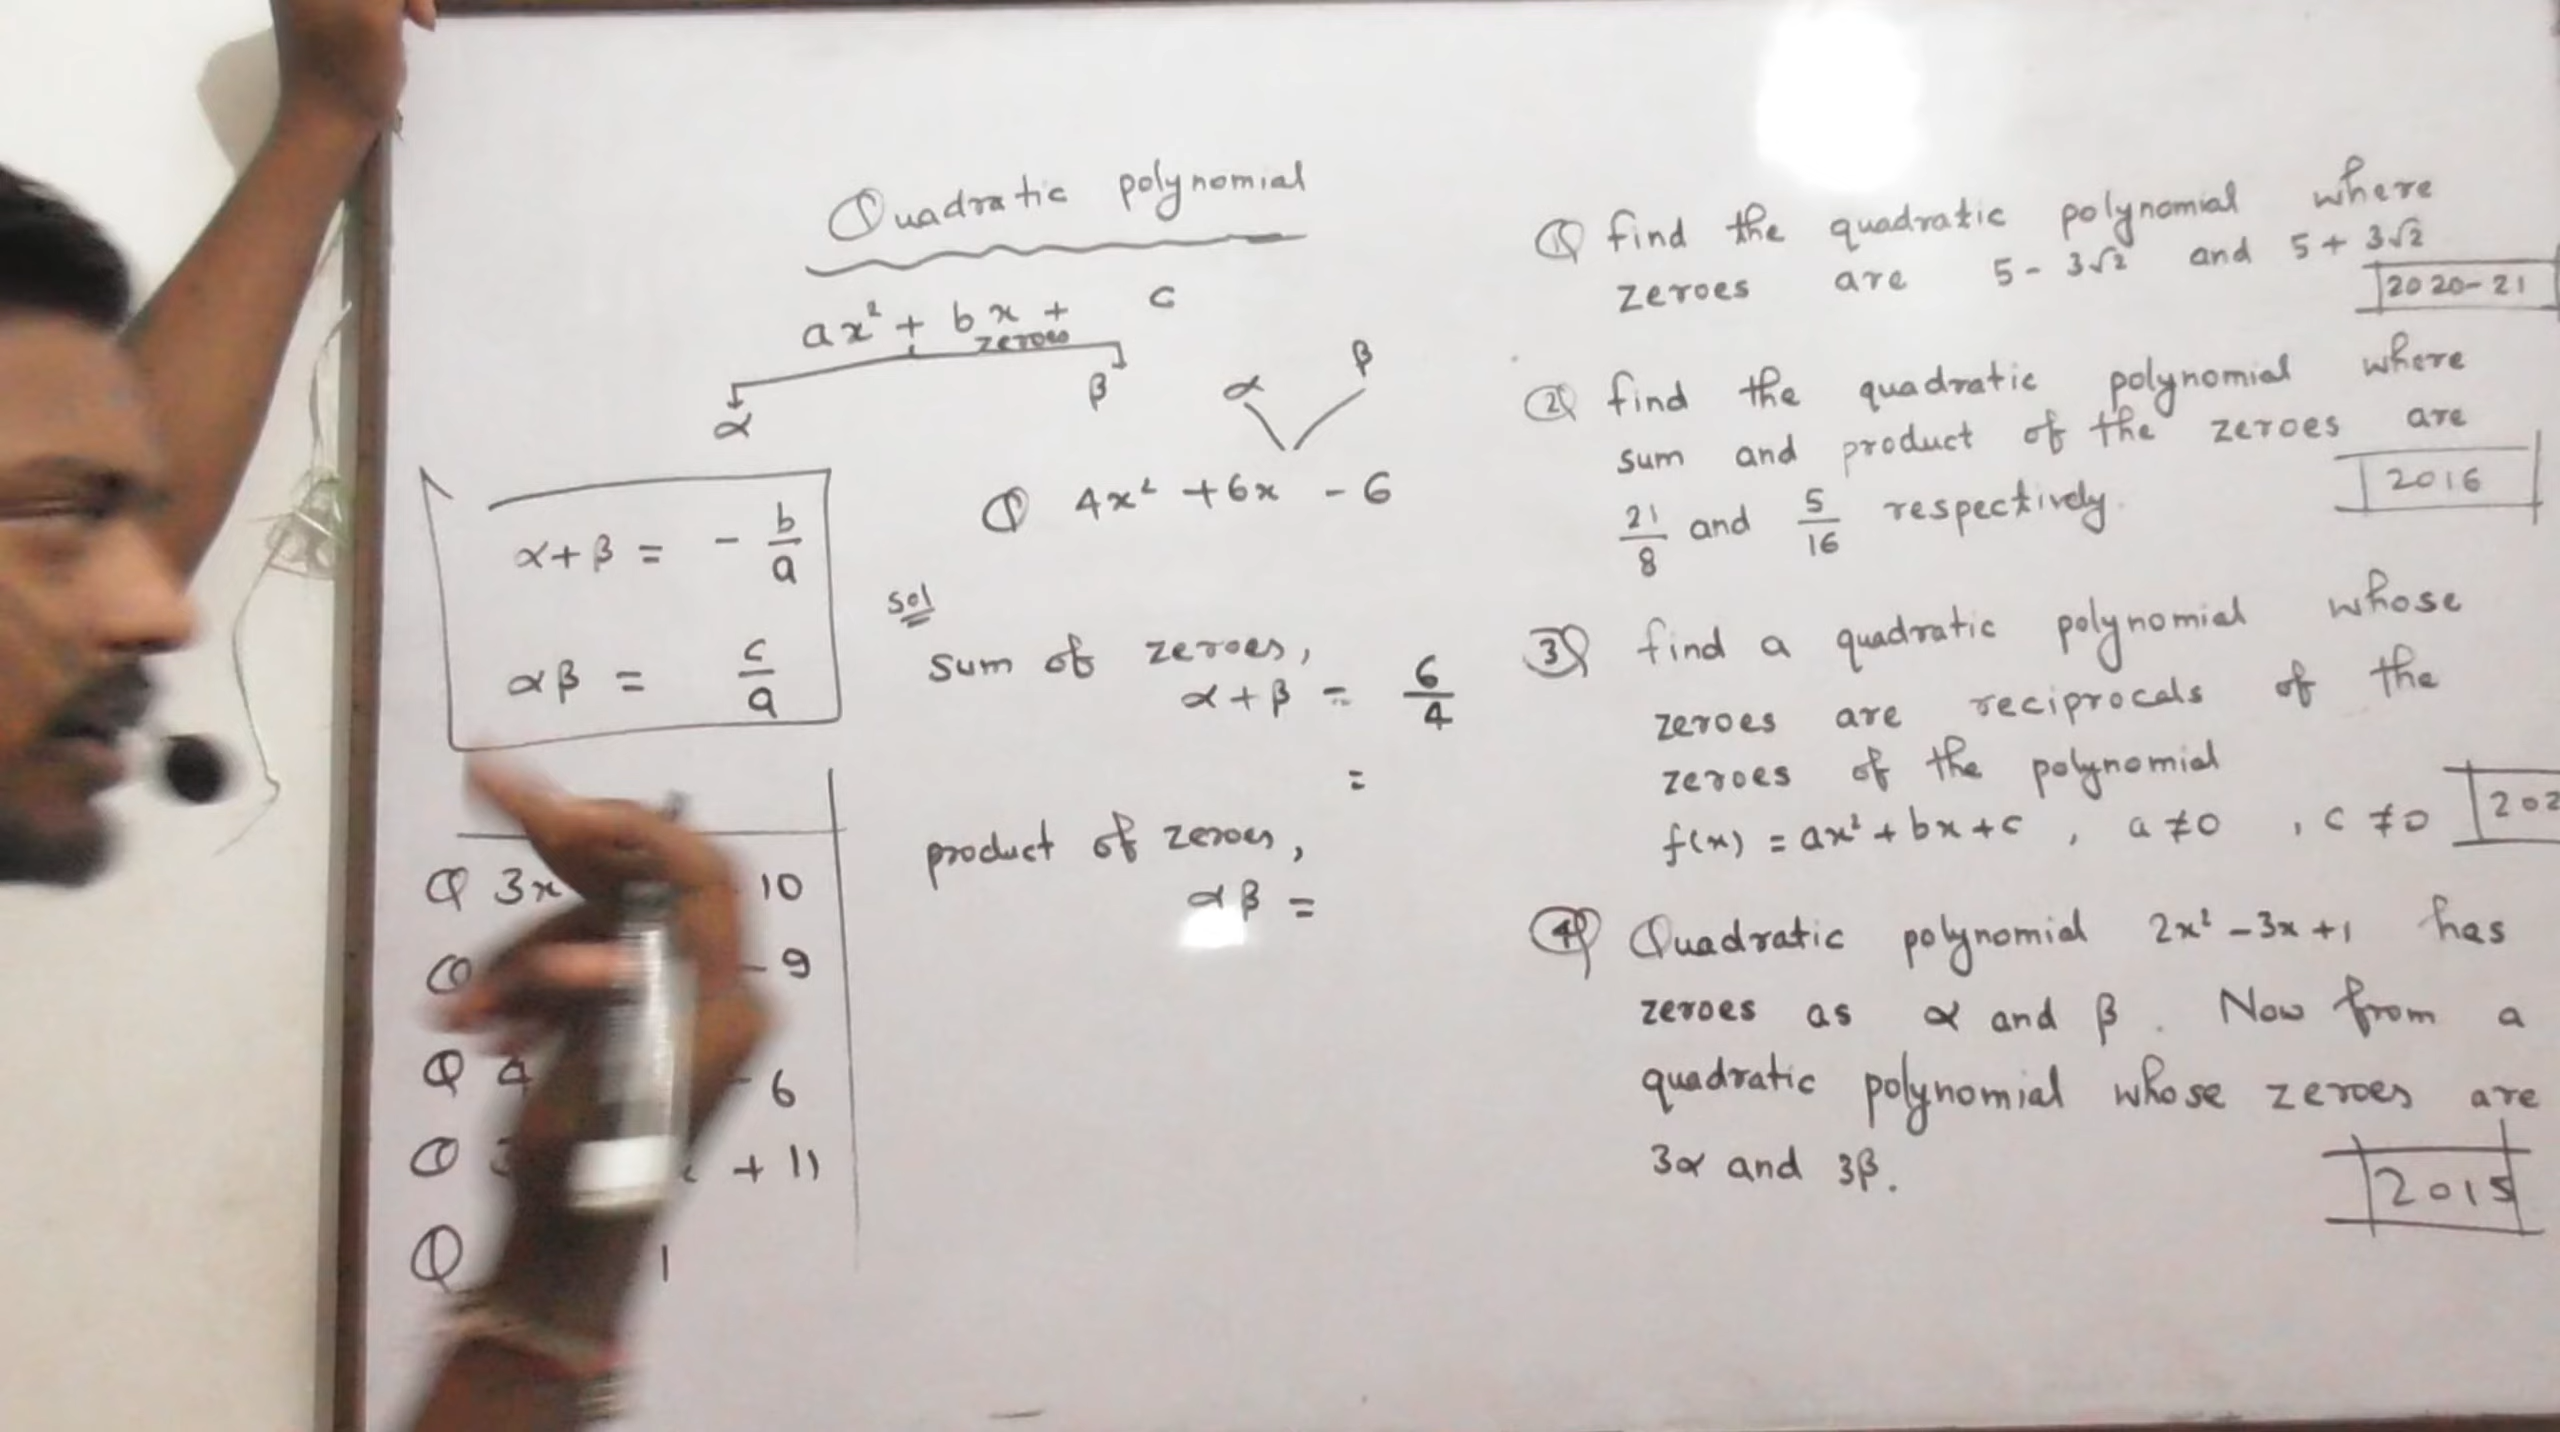 Quadratic polynomial
ax² + bx + c
zeroes
α β
α + β = - b/a
αβ = c/a
Q 3x 10
Q - 9
Q 4 - 6
Q + 11
Q 1
α β
Q 4x² + 6x - 6
Sol
Sum of zeroes,
α + β = 6/4
=
product of zeroes,
αβ =
① find the quadratic polynomial where
zeroes are 5 - 3√2 and 5 + 3√2
2020-21
② find the quadratic polynomial where
sum and product of the zeroes are
21/8 and 5/16 respectively.
2016
③ find a quadratic polynomial whose
zeroes are reciprocals of the
zeroes of the polynomial
f(x) = ax² + bx + c , a ≠ 0 , c ≠ 0
④ Quadratic polynomial 2x² - 3x + 1 has
zeroes as α and β. Now from a
quadratic polynomial whose zeroes are
3α and 3β.
2015